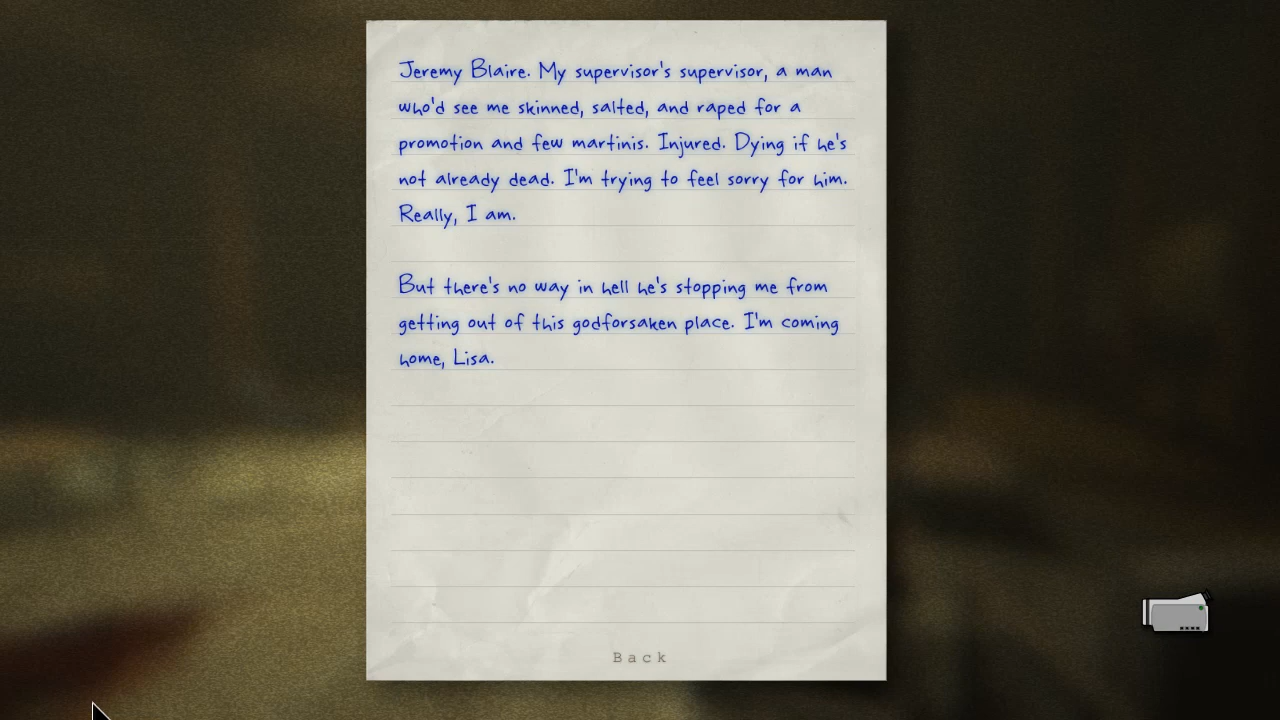 Jeremy Blaire. My supervisor's supervisor, a man
who'd see me skinned, salted, and raped for a
promotion and few martinis. Injured. Dying if he's
not already dead. I'm trying to feel sorry for him.
Really, I am.
But there's no way in hell he's stopping me from
getting out of this godforsaken place. I'm coming
home, Lisa.
Back